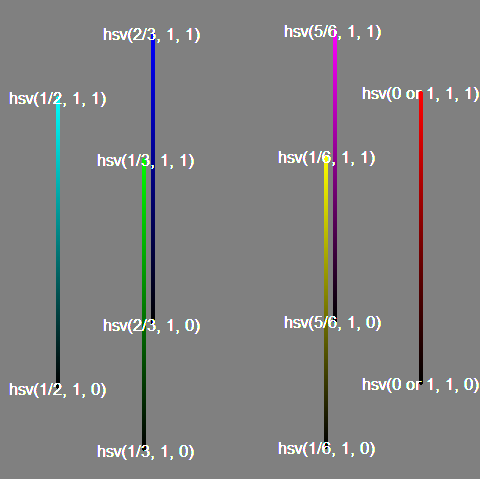 hsv(2/3, 1, 1)
hsv(5/6, 1, 1)
hsv(1/2, 1, 1)
hsv(0 or 1, 1, 1)
hsv(1/3, 1, 1)
hsv(1/6, 1, 1)
hsv(2/3, 1, 0)
hsv(5/6, 1, 0)
hsv(1/2, 1, 0)
hsv(0 or 1, 1, 0)
hsv(1/3, 1, 0)
hsv(1/6, 1, 0)